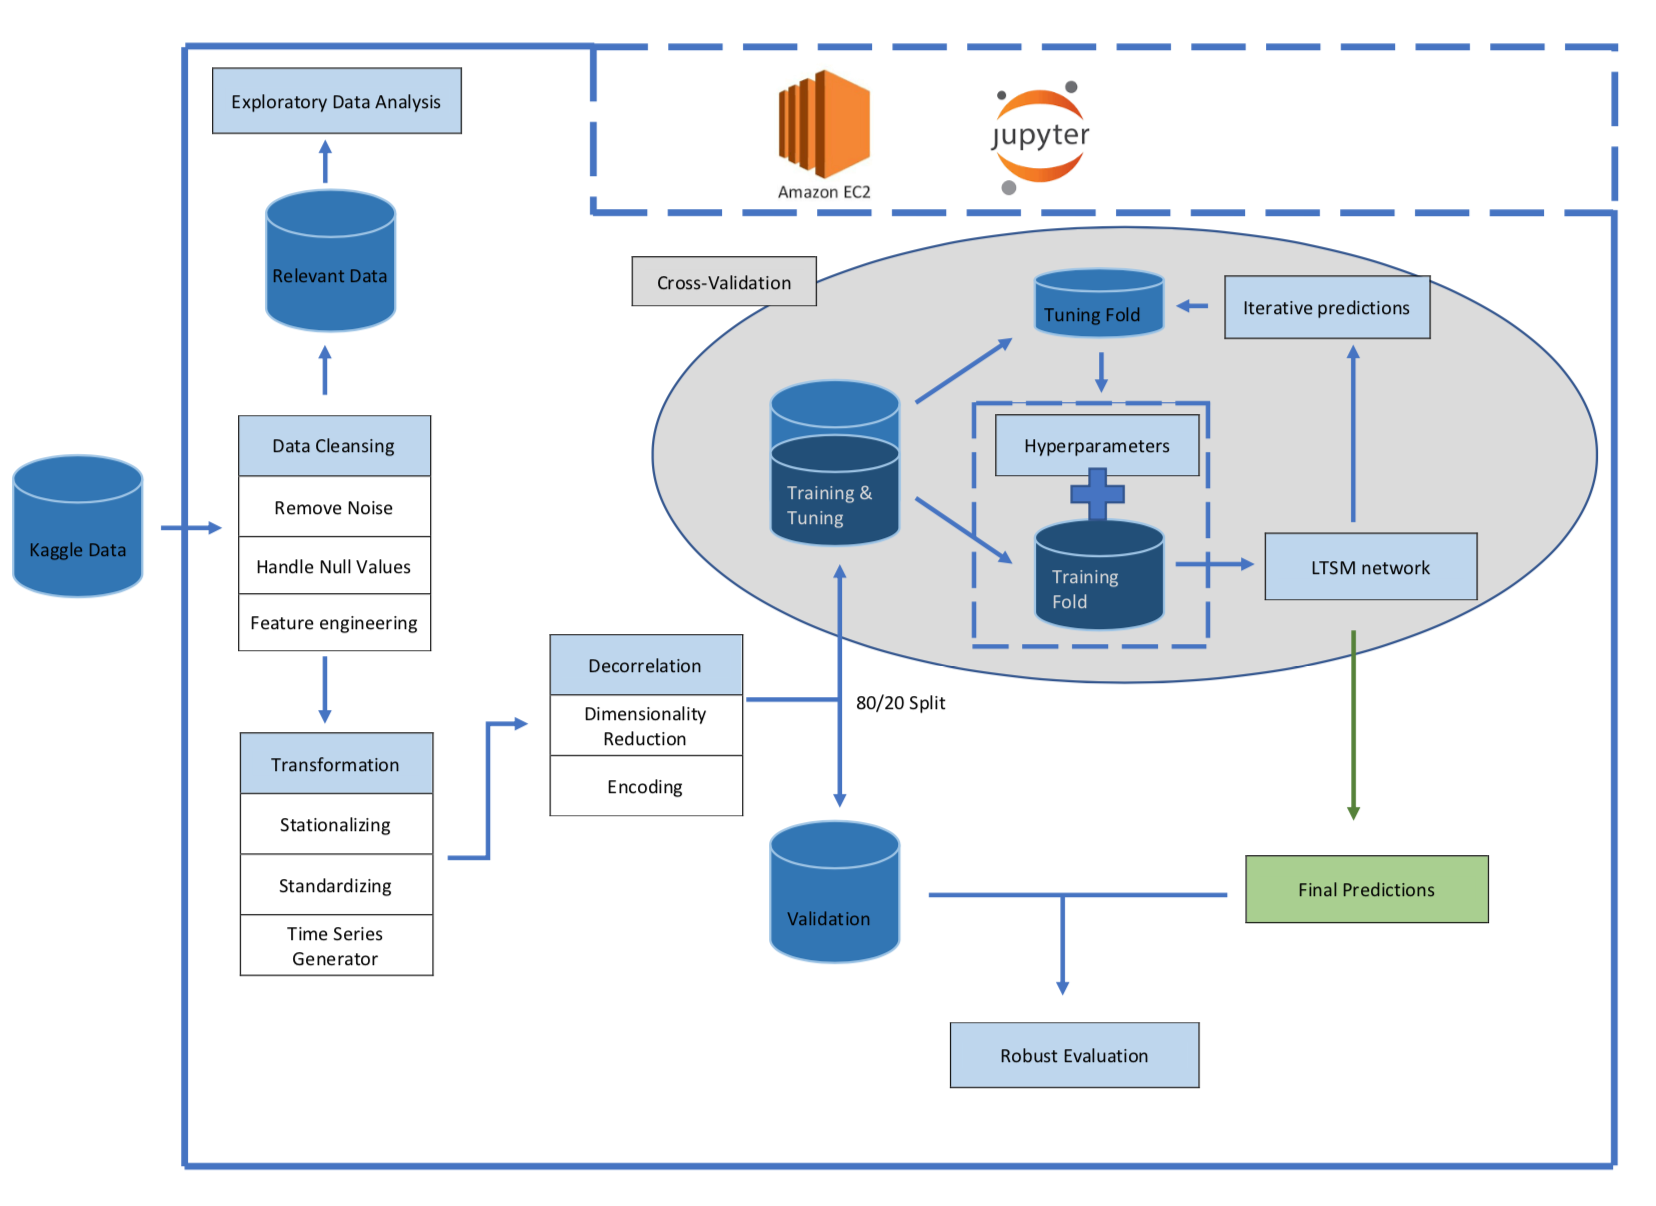 Exploratory Data Analysis
Amazon EC2
jupyter
Relevant Data
Cross-Validation
Tuning Fold
Iterative predictions
Kaggle Data
Data Cleansing
Remove Noise
Handle Null Values
Feature engineering
Training &
Tuning
Hyperparameters
Training
Fold
LTSM network
Transformation
Stationalizing
Standardizing
Time Series
Generator
Decorrelation
Dimensionality
Reduction
Encoding
80/20 Split
Validation
Final Predictions
Robust Evaluation